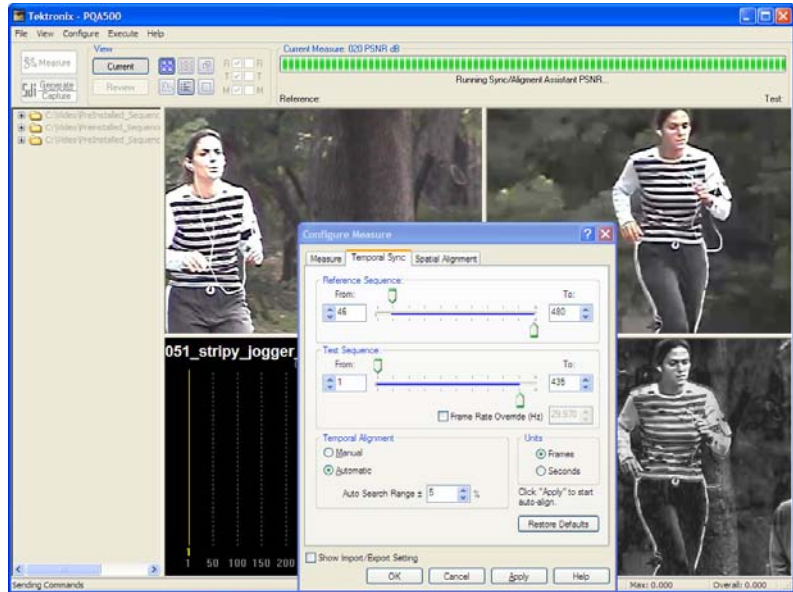 Tektronix - PQA500
File View Configure Execute Help
View
Current Measure: 020 PSNR dB
Measure
Current
R R
T T
Running Sync/Aligment Assistant PSNR...
Generate
Capture
Review
M M
Reference: Test:
C:\Video\PreInstalled_Sequenc
C:\Video\PreInstalled_Sequenc
C:\Video\PreInstalled_Sequenc
Configure Measure
Measure Temporal Sync Spatial Alignment
Reference Sequence:
From: To:
46 480
051_stripy_jogger_
Test Sequence:
From: To:
1 436
Frame Rate Override (Hz) 29.970
Temporal Alignment
Manual
Automatic
Auto Search Range ± 5 %
Units
Frames
Seconds
Click "Apply" to start
auto-align.
Restore Defaults
Show Import/Export Setting
1 50 100 150 200
OK Cancel Apply Help
Sending Commands Max: 0.000 Overall: 0.000